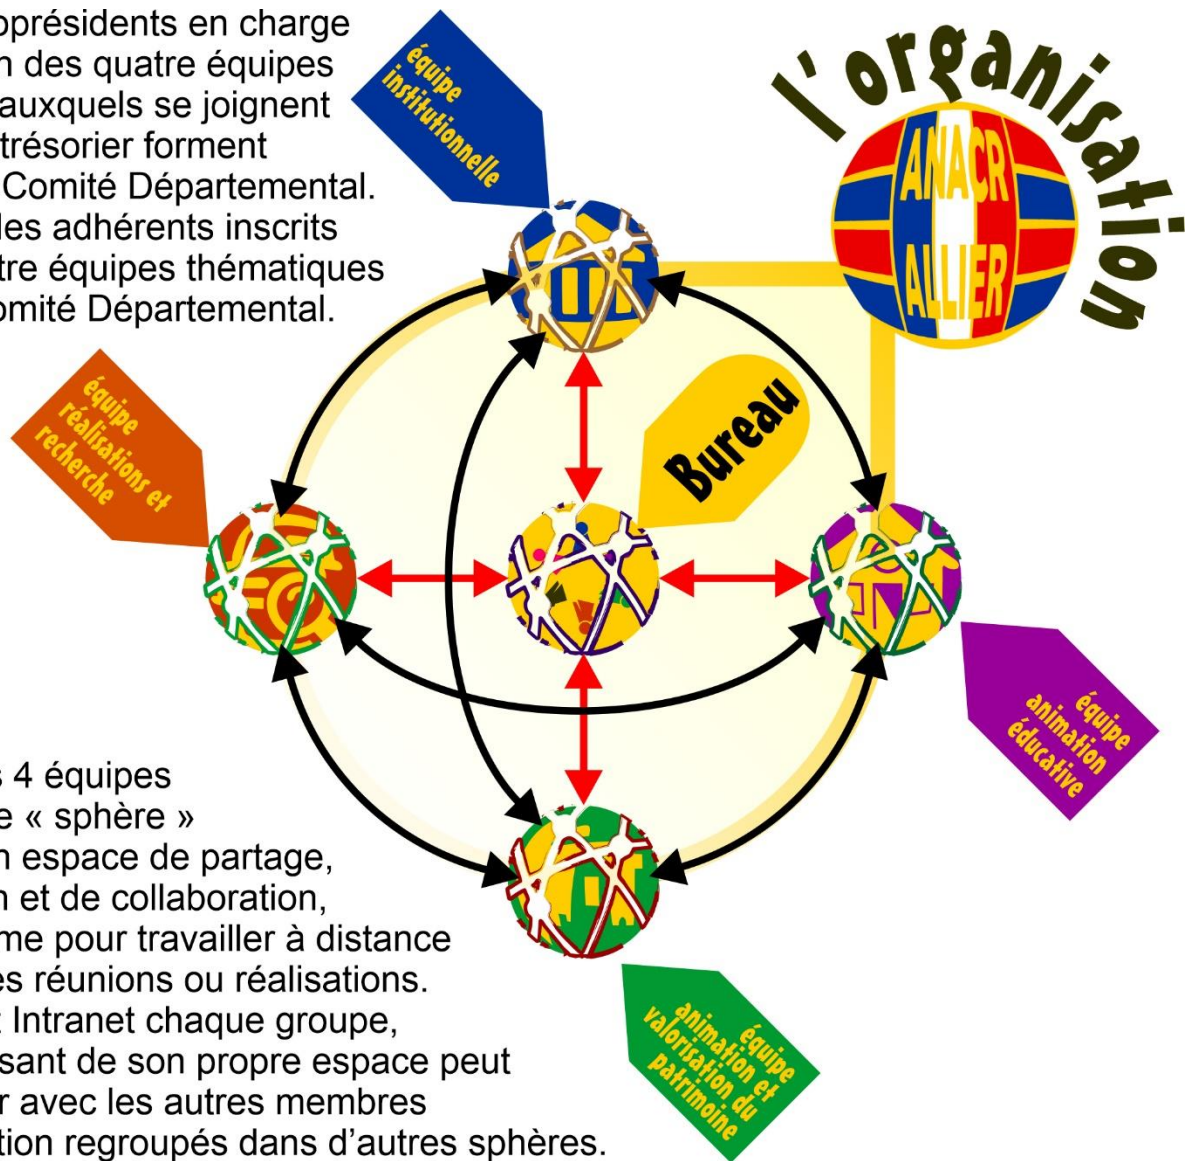 oprésidents en charge
n des quatre équipes
auxquels se joignent
trésorier forment
Comité Départemental.
des adhérents inscrits
tre équipes thématiques
omité Départemental.
équipe
institutionnelle
l'organisation
ANACR
ALLIER
équipe
réalisations et
recherche
Bureau
équipe
animation
éducative
s 4 équipes
e « sphère »
n espace de partage,
n et de collaboration,
me pour travailler à distance
es réunions ou réalisations.
t Intranet chaque groupe,
sant de son propre espace peut
r avec les autres membres
tion regroupés dans d'autres sphères.
équipe
animation et
valorisation du
patrimoine